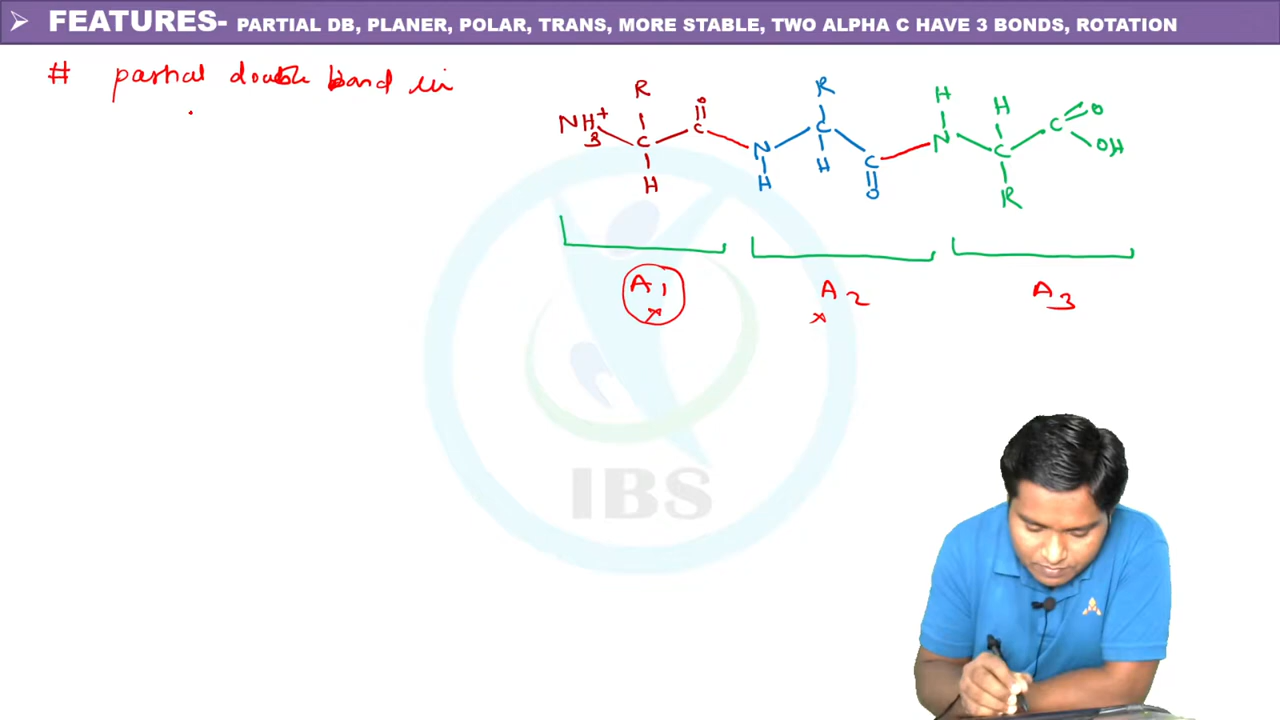 FEATURES- PARTIAL DB, PLANER, POLAR, TRANS, MORE STABLE, TWO ALPHA C HAVE 3 BONDS, ROTATION
# partial double bond in
R R H H O
NH3+ C C O N C C O N C C O OH
H H H R
A1 A2 A3
x x
IBS